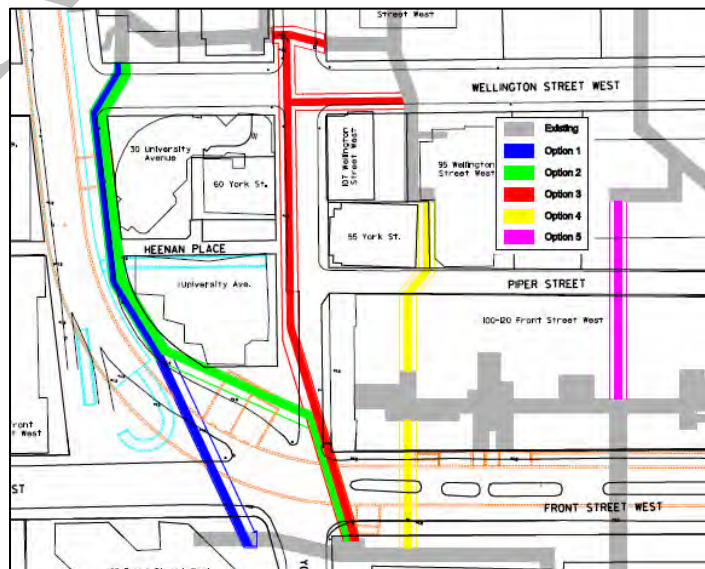 Street West
WELLINGTON STREET WEST
30 University
Avenue
107 Wellington
Street West
95 Wellington
Street West
60 York St.
55 York St.
HEENAN PLACE
1University Ave.
PIPER STREET
100-120 Front Street West
Existing
Option 1
Option 2
Option 3
Option 4
Option 5
ront
t West
ST
FRONT STREET WEST
YO